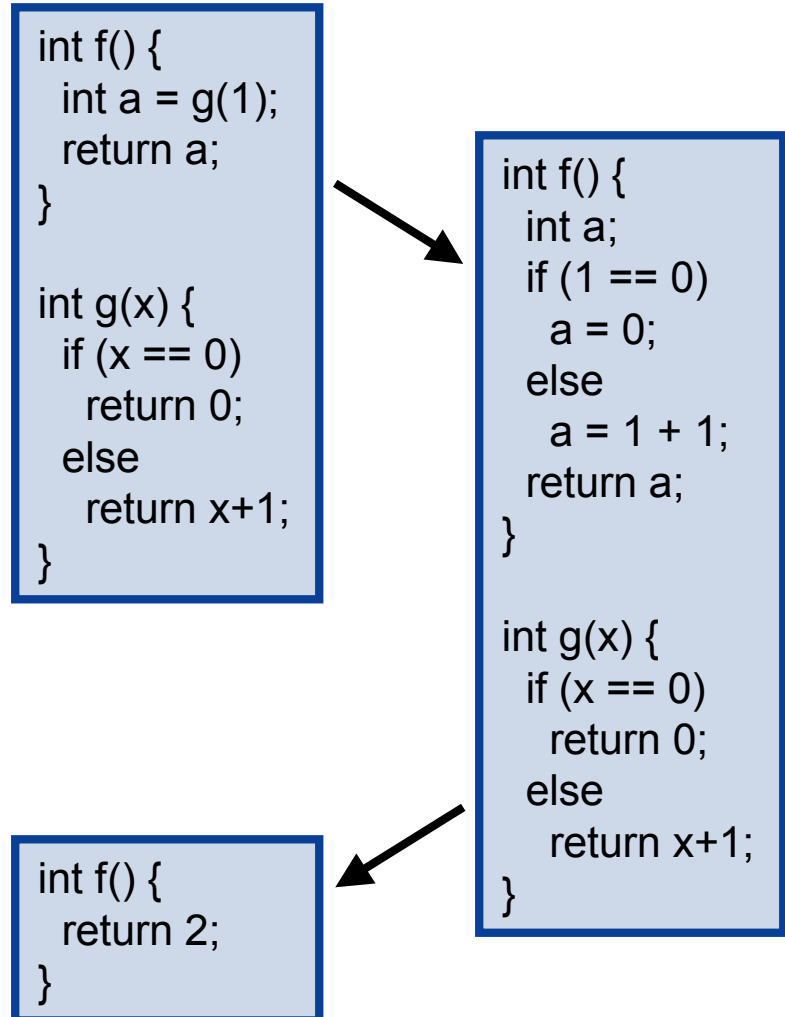 int f() {
int a = g(1);
return a;
}
int g(x) {
if (x == 0)
return 0;
else
return x+1;
}
int f() {
int a;
if (1 == 0)
a = 0;
else
a = 1 + 1;
return a;
}
int g(x) {
if (x == 0)
return 0;
else
return x+1;
}
int f() {
return 2;
}